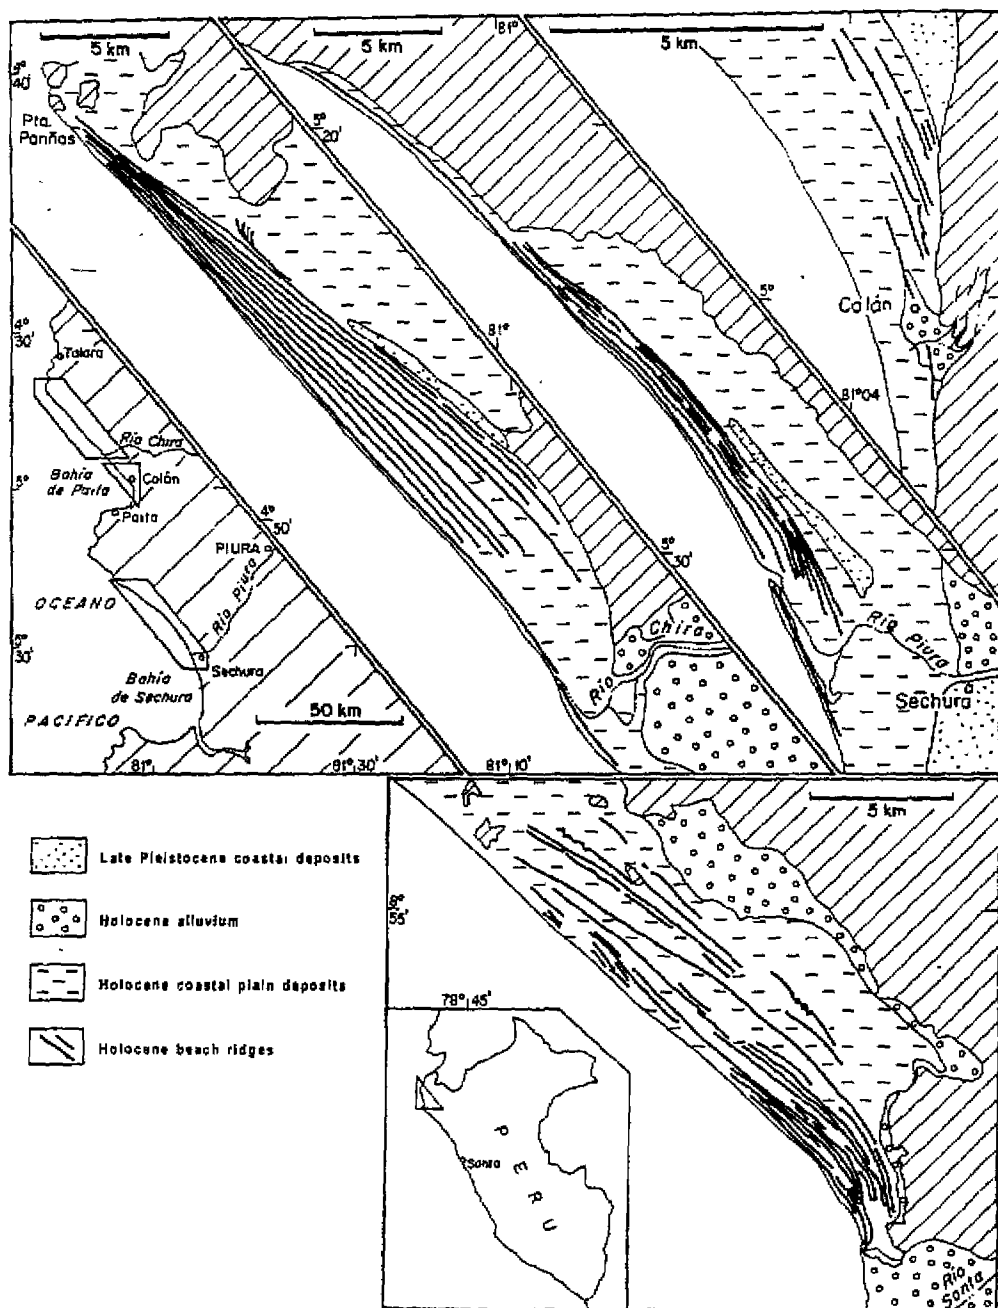 5 km
5 km
5 km
81°
4°
40'
Pta.
Parıñas
5°
20'
5°
Colán
81°04
4°
30'
Talara
81°
Río Chira
Bahía
de Paita
Colán
5°
Paita
4°
50'
PIURA
Río Piura
5°
30'
OCEANO
Río Chira
Río Piura
5°
30'
Sechura
Sechura
Bahía
de Sechura
PACIFICO
50 km
81°
81° 30'
81° 10'
5 km
Late Pleistocene coastal deposits
Holocene alluvium
Holocene coastal plain deposits
Holocene beach ridges
8°
55'
78° 45'
PERU
Santa
Río
Santa